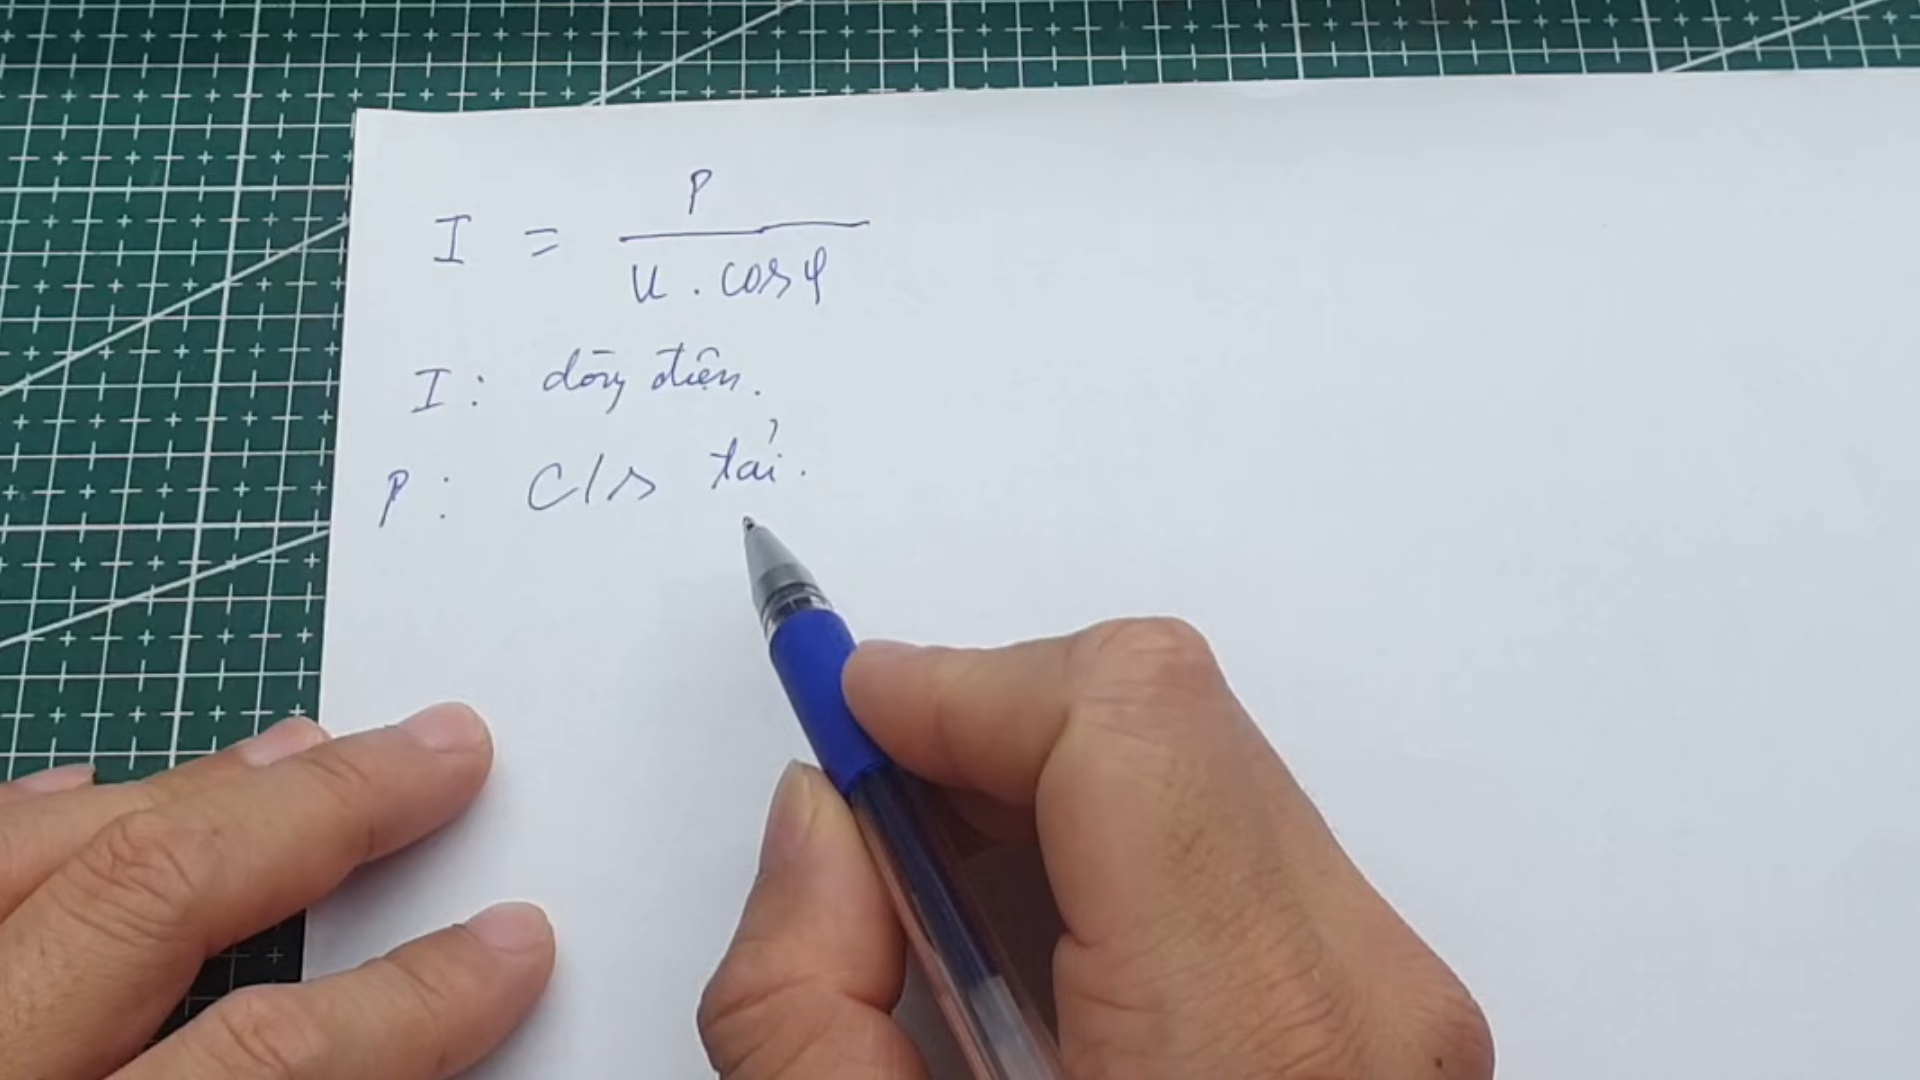 I = P / U . cosφ
I : dòng điện.
P : C/s tải.